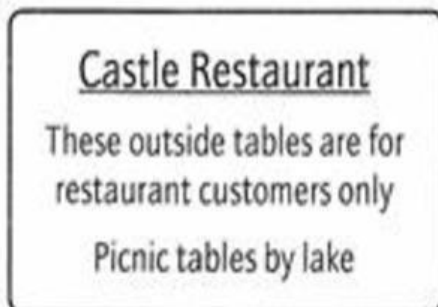 Castle Restaurant
These outside tables are for
restaurant customers only
Picnic tables by lake